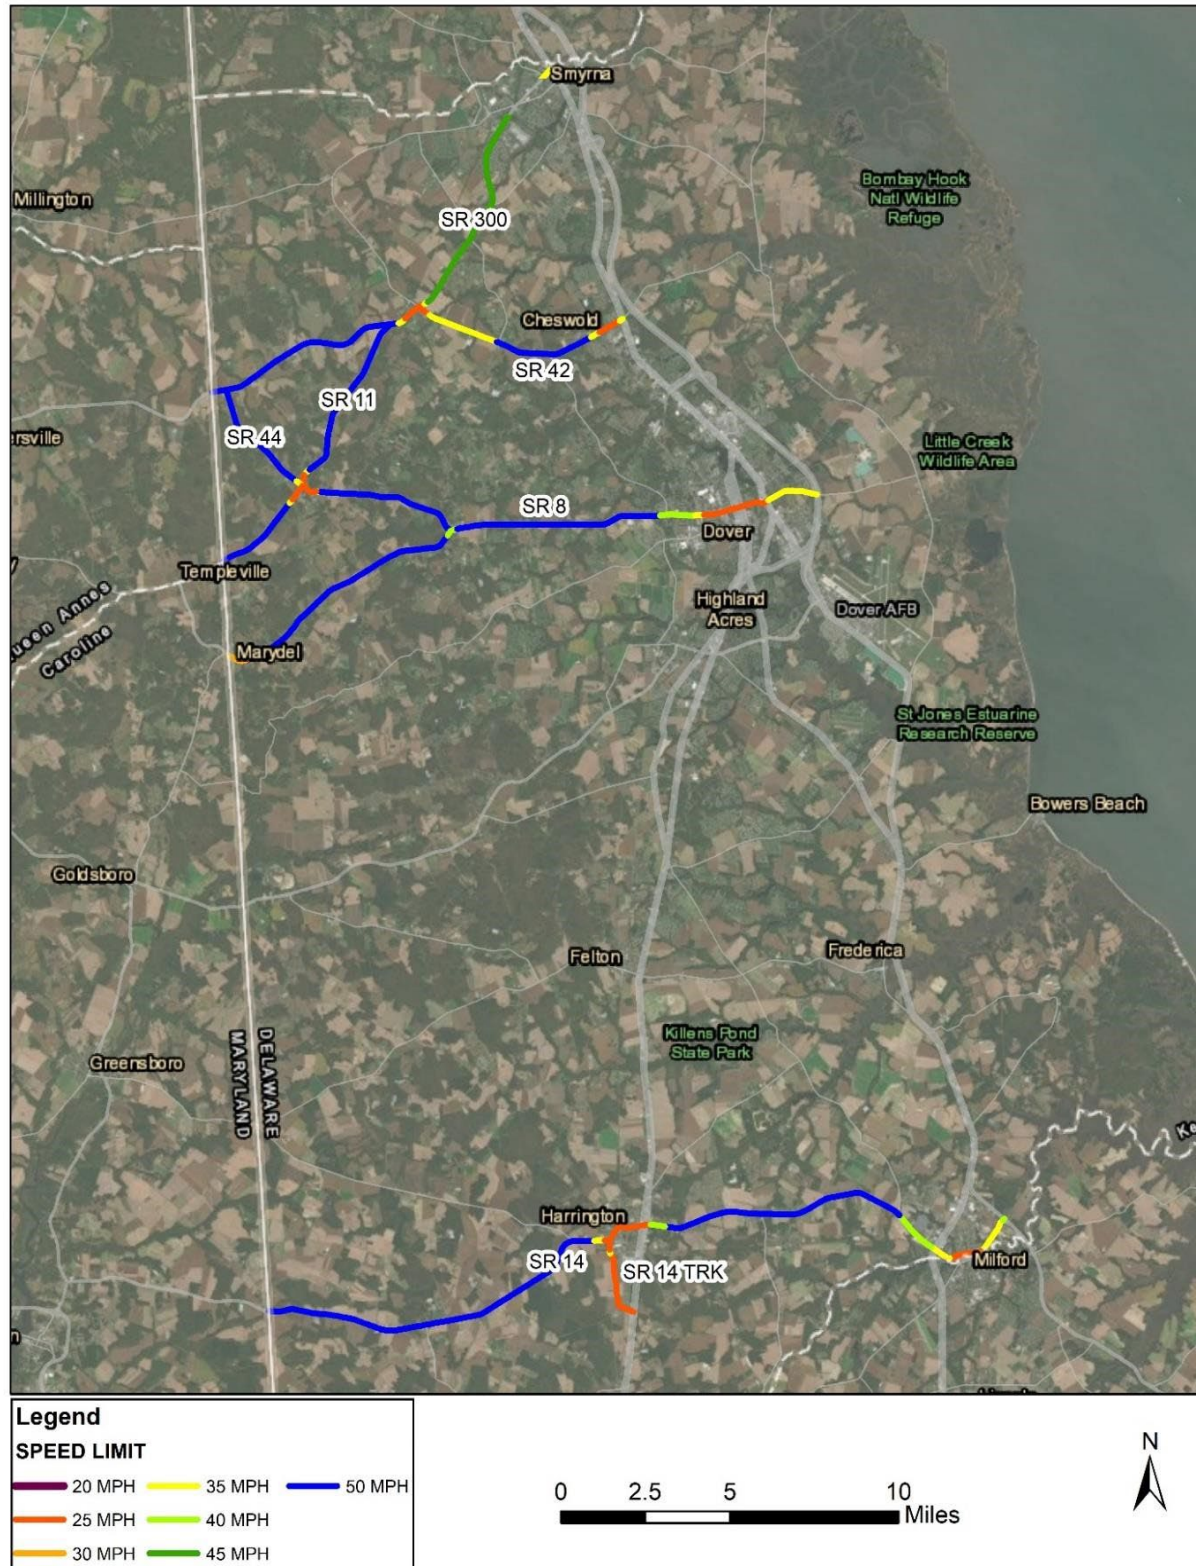 Smyrna
Bombay Hook
Natl Wildlife
Refuge
Millington
SR 300
Cheswold
SR 42
SR 11
ersville
SR 44
Little Creek
Wildlife Area
SR 8
Dover
Templeville
Highland
Acres
Dover AFB
ueen Annes
Caroline
Marydel
St Jones Estuarine
Research Reserve
Bowers Beach
Goldsboro
Felton
Frederica
Killens Pond
State Park
Greensboro
DELAWARE
MARYLAND
Ke
Harrington
SR 14
SR 14 TRK
Milford
n
Legend
SPEED LIMIT
20 MPH 35 MPH 50 MPH
25 MPH 40 MPH
30 MPH 45 MPH
0 2.5 5 10
Miles
N